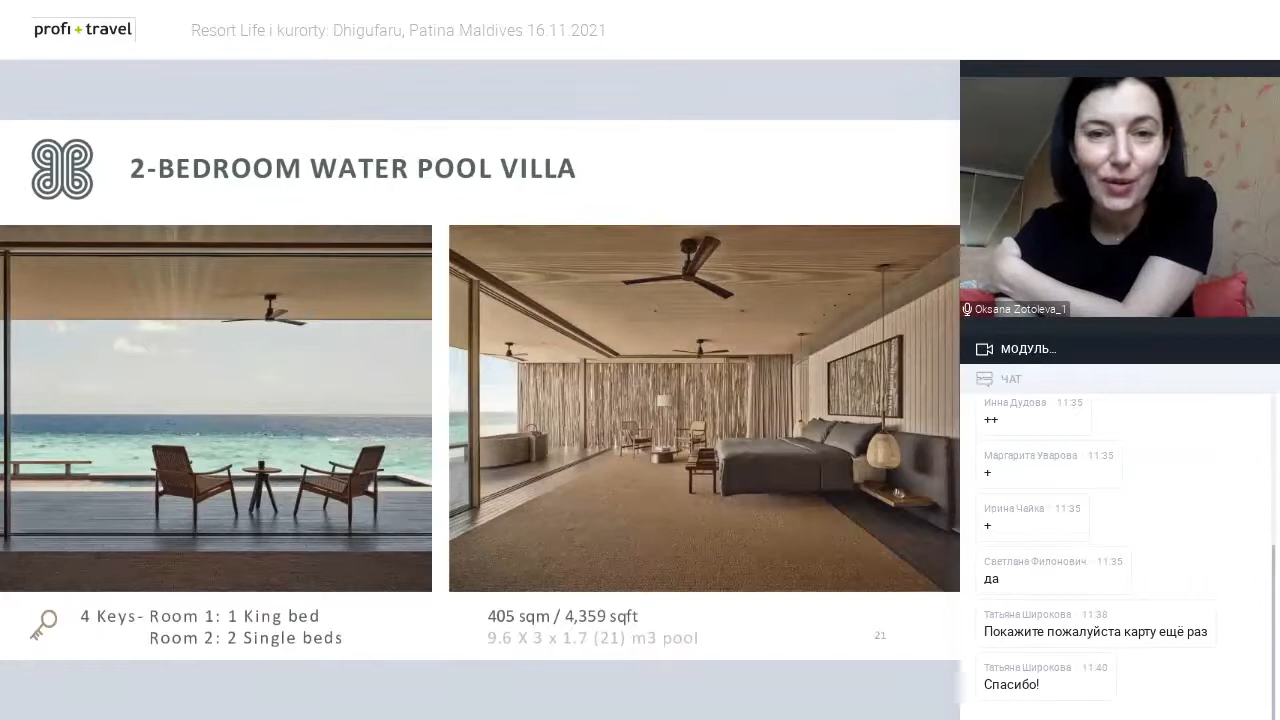 profi+travel
Resort Life i kurorty: Dhigufaru, Patina Maldives 16.11.2021
2-BEDROOM WATER POOL VILLA
4 Keys- Room 1: 1 King bed
Room 2: 2 Single beds
405 sqm / 4,359 sqft
9.6 X 3 x 1.7 (21) m3 pool
21
Oksana Zotoleva_1
МОДУЛЬ...
ЧАТ
Инна Дудова 11:35
++
Маргарита Уварова 11:35
+
Ирина Чайка 11:35
+
Светлана Филонович 11:35
да
Татьяна Широкова 11:38
Покажите пожалуйста карту ещё раз
Татьяна Широкова 11:40
Спасибо!